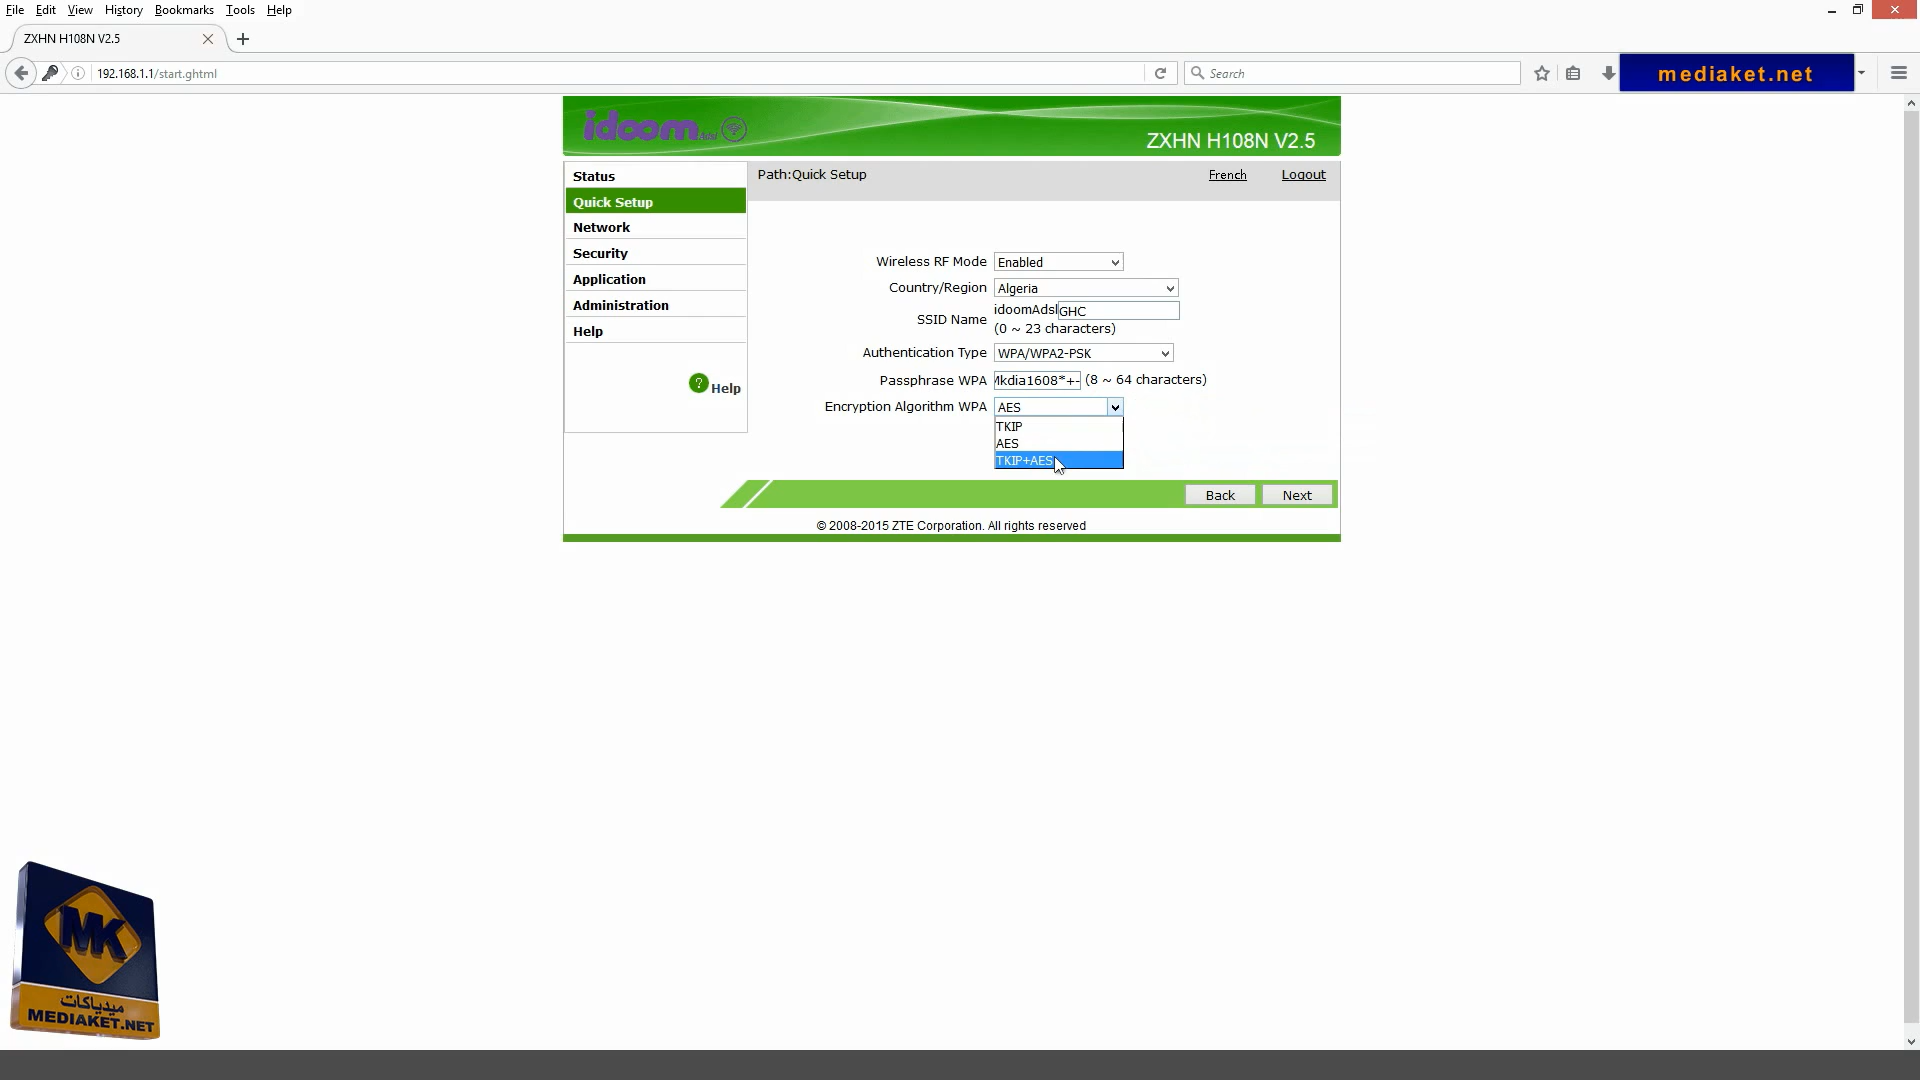 File Edit View History Bookmarks Tools Help
ZXHN H108N V2.5
192.168.1.1/start.ghtml
Search
mediaket.net
idoom Adsl
ZXHN H108N V2.5
Status
Path:Quick Setup
French
Logout
Quick Setup
Network
Security
Application
Administration
Help
Help
Wireless RF Mode Enabled
Country/Region Algeria
SSID Name idoomAdsl GHC
(0 ~ 23 characters)
Authentication Type WPA/WPA2-PSK
Passphrase WPA Mkdia1608*+- (8 ~ 64 characters)
Encryption Algorithm WPA AES
TKIP
AES
TKIP+AES
Back Next
© 2008-2015 ZTE Corporation. All rights reserved
MK
ميدياكات
MEDIAKET.NET